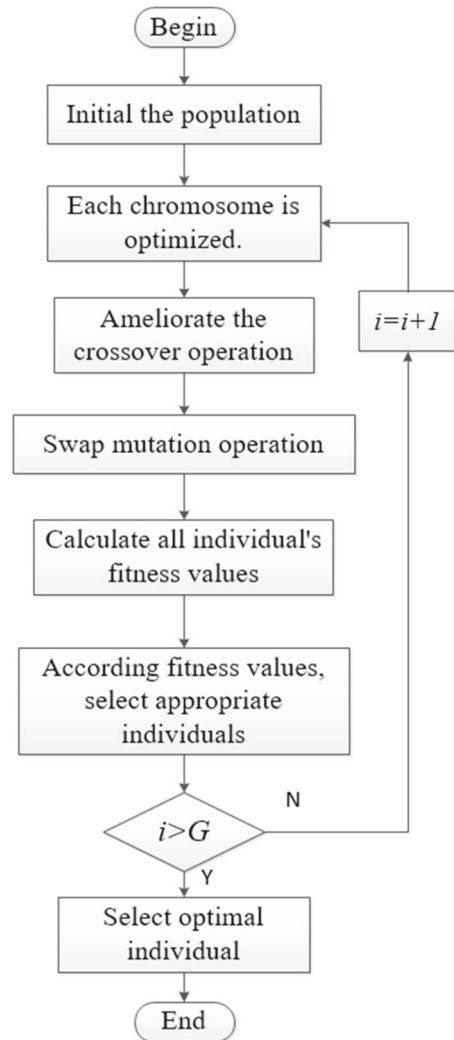 Begin
Initial the population
Each chromosome is
optimized.
Ameliorate the
crossover operation
i=i+1
Swap mutation operation
Calculate all individual's
fitness values
According fitness values,
select appropriate
individuals
N
i>G
Y
Select optimal
individual
End